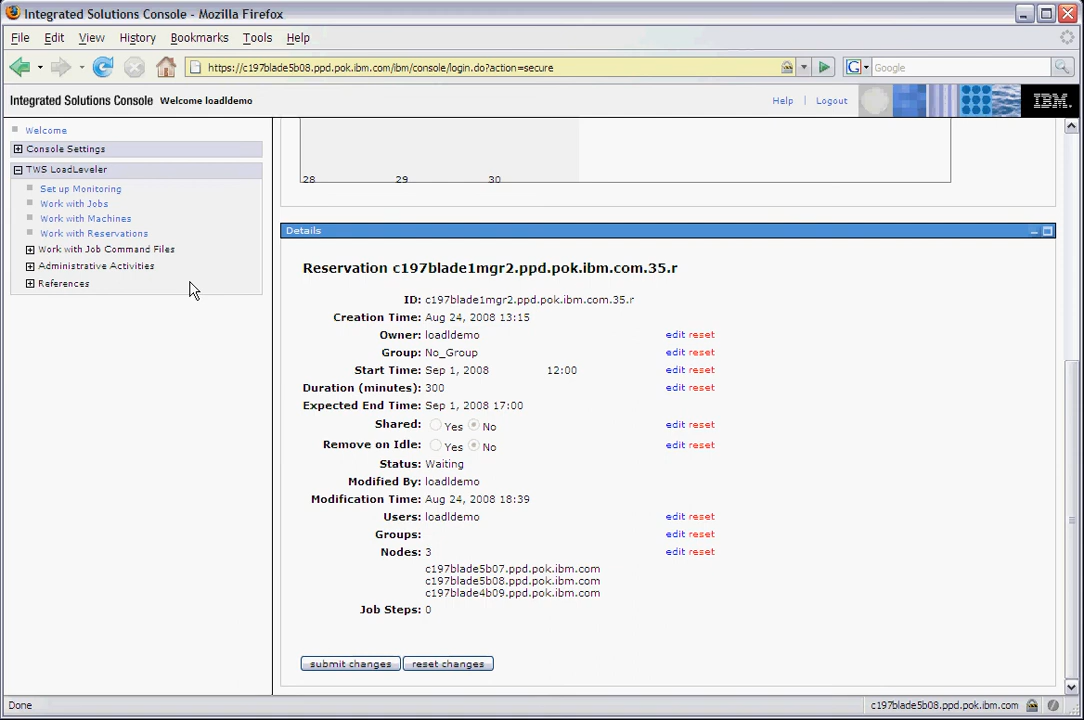 Integrated Solutions Console - Mozilla Firefox
File Edit View History Bookmarks Tools Help
https://c197blade5b08.ppd.pok.ibm.com/ibm/console/login.do?action=secure
G Google
Integrated Solutions Console Welcome loadldemo
Help | Logout
IBM.
Welcome
Console Settings
TWS LoadLeveler
Set up Monitoring
Work with Jobs
Work with Machines
Work with Reservations
Work with Job Command Files
Administrative Activities
References
28 29 30
Details
Reservation c197blade1mgr2.ppd.pok.ibm.com.35.r
ID: c197blade1mgr2.ppd.pok.ibm.com.35.r
Creation Time: Aug 24, 2008 13:15
Owner: loadldemo edit reset
Group: No_Group edit reset
Start Time: Sep 1, 2008 12:00 edit reset
Duration (minutes): 300 edit reset
Expected End Time: Sep 1, 2008 17:00
Shared: Yes No edit reset
Remove on Idle: Yes No edit reset
Status: Waiting
Modified By: loadldemo
Modification Time: Aug 24, 2008 18:39
Users: loadldemo edit reset
Groups: edit reset
Nodes: 3 edit reset
c197blade5b07.ppd.pok.ibm.com
c197blade5b08.ppd.pok.ibm.com
c197blade4b09.ppd.pok.ibm.com
Job Steps: 0
submit changes reset changes
Done
c197blade5b08.ppd.pok.ibm.com